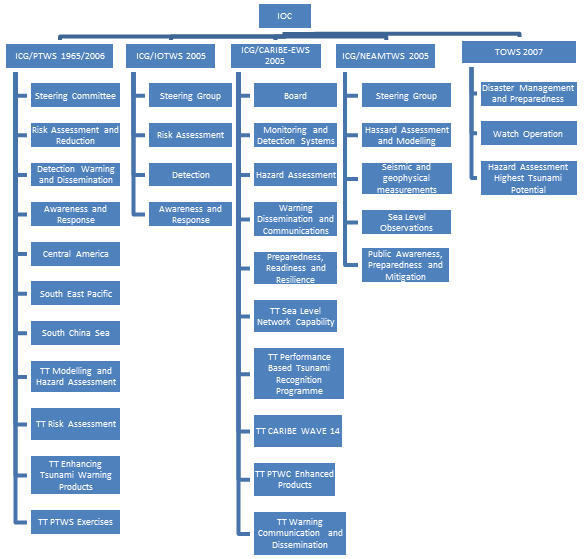 IOC
ICG/PTWS 1965/2006
Steering Committee
Risk Assessment and
Reduction
Detection Warning
and Dissemination
Awareness and
Response
Central America
South East Pacific
South China Sea
TT Modelling and
Hazard Assessment
TT Risk Assessment
TT Enhancing
Tsunami Warning
Products
TT PTWS Exercises
ICG/IOTWS 2005
Steering Group
Risk Assessment
Detection
Awareness and
Response
ICG/CARIBE-EWS
2005
Board
Monitoring and
Detection Systems
Hazard Assessment
Warning
Dissemination and
Communications
Preparedness,
Readiness and
Resilience
TT Sea Level
Network Capability
TT Performance
Based Tsunami
Recognition
Programme
TT CARIBE WAVE 14
TT PTWC Enhanced
Products
TT Warning
Communication and
Dissemination
ICG/NEAMTWS 2005
Steering Group
Hassard Assessment
and Modelling
Seismic and
geophysical
measurements
Sea Level
Observations
Public Awareness,
Preparedness and
Mitigation
TOWS 2007
Disaster Management
and Preparedness
Watch Operation
Hazard Assessment
Highest Tsunami
Potential